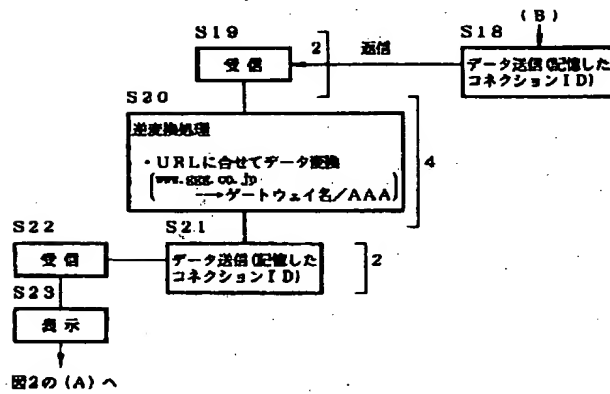 (B)
S19
S18
2
返信
受信
データ送信(記憶した
コネクションID)
S20
逆変換処理
・URLに合せてデータ変換
www.ggg.co.jp
→ゲートウェイ名/AAA
4
S21
S22
データ送信(記憶した
コネクションID)
2
受信
S23
表示
図2の(A)へ